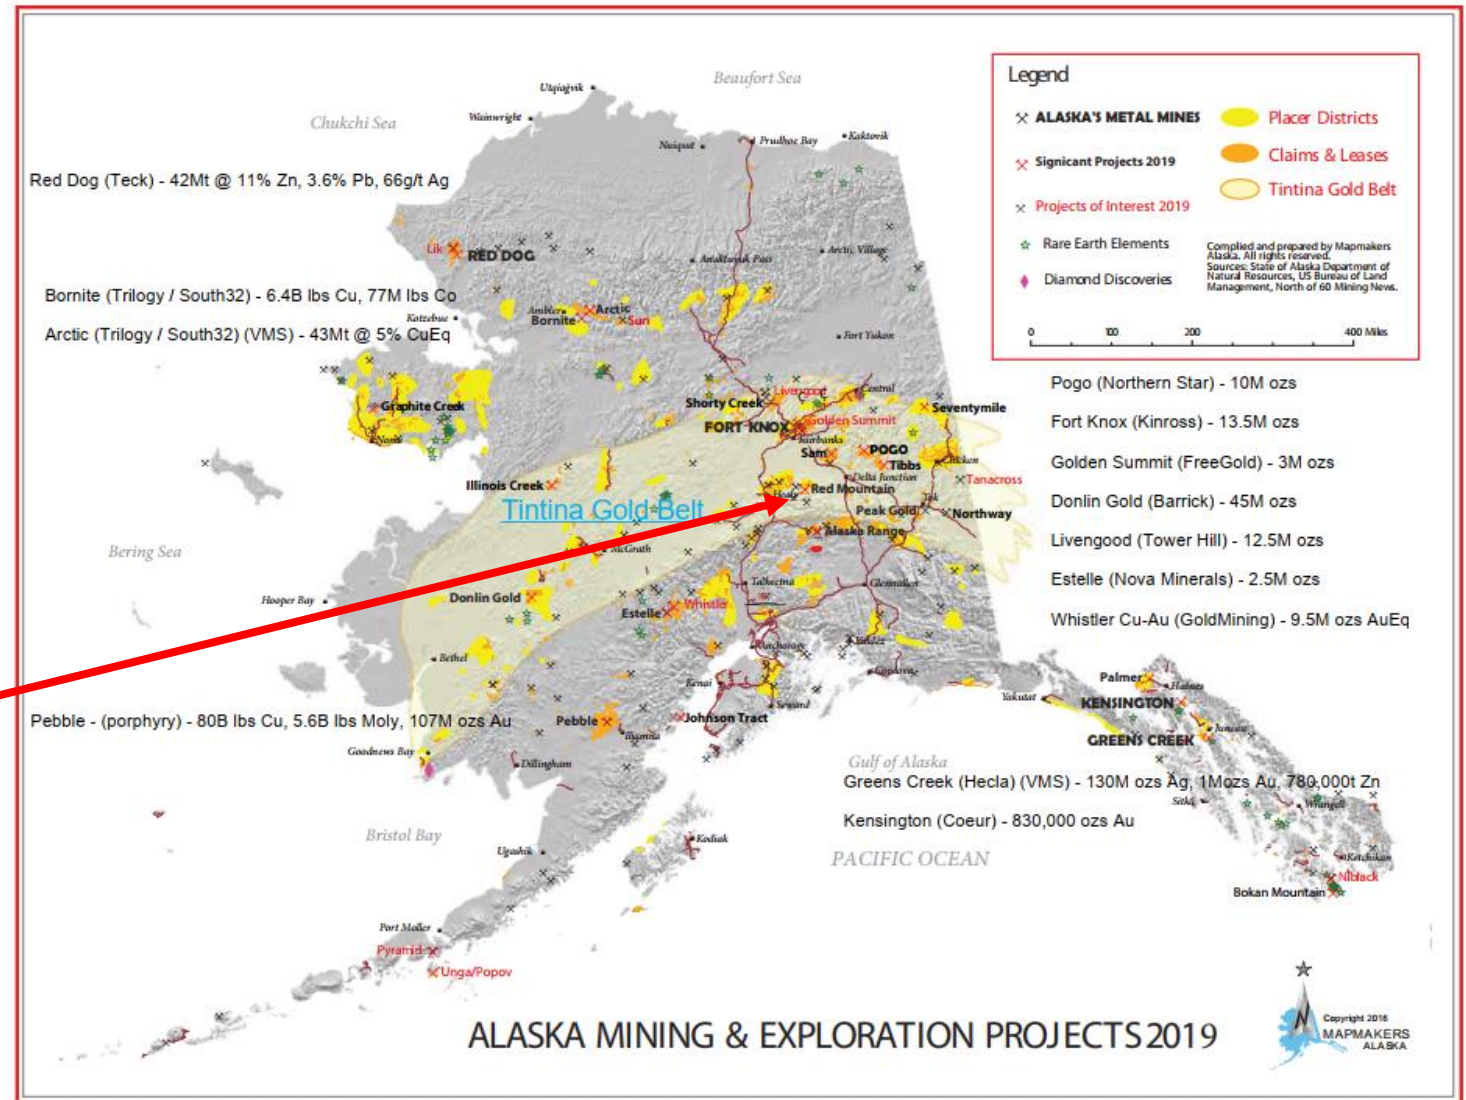 Beaufort Sea
Chukchi Sea
Utqiaġvik
Wainwright
Nuiqsut
Prudhoe Bay
Kaktovik
Legend
ALASKA'S METAL MINES
Signicant Projects 2019
Projects of Interest 2019
Rare Earth Elements
Diamond Discoveries
Placer Districts
Claims & Leases
Tintina Gold Belt
Complied and prepared by Mapmakers
Alaska. All rights reserved.
Sources: State of Alaska Department of
Natural Resources, US Bureau of Land
Management, North of 60 Mining News.
0 100 200 400 Miles
Red Dog (Teck) - 42Mt @ 11% Zn, 3.6% Pb, 66g/t Ag
Lik
RED DOG
Anaktuvuk Pass
Arctic Village
Bornite (Trilogy / South32) - 6.4B lbs Cu, 77M lbs Co
Arctic (Trilogy / South32) (VMS) - 43Mt @ 5% CuEq
Kotzebue
Ambler
Arctic
Bornite
Sun
Fort Yukon
Graphite Creek
Nome
Shorty Creek
Livengood
Central
FORT KNOX
Golden Summit
Fairbanks
Seventymile
Sam
POGO
Tibbs
Chicken
Tanacross
Delta Junction
Healy
Red Mountain
Peak Gold
Tok
Northway
Alaska Range
Illinois Creek
Tintina Gold Belt
McGrath
Pogo (Northern Star) - 10M ozs
Fort Knox (Kinross) - 13.5M ozs
Golden Summit (FreeGold) - 3M ozs
Donlin Gold (Barrick) - 45M ozs
Livengood (Tower Hill) - 12.5M ozs
Estelle (Nova Minerals) - 2.5M ozs
Whistler Cu-Au (GoldMining) - 9.5M ozs AuEq
Bering Sea
Hooper Bay
Donlin Gold
Estelle
Whistler
Talkeetna
Glennallen
Bethel
Anchorage
Valdez
Kenai
Cordova
Seward
Yakutat
Palmer
Haines
KENSINGTON
Juneau
GREENS CREEK
Pebble - (porphyry) - 80B lbs Cu, 5.6B lbs Moly, 107M ozs Au
Pebble
Iliamna
Johnson Tract
Goodnews Bay
Dillingham
Gulf of Alaska
Greens Creek (Hecla) (VMS) - 130M ozs Ag, 1Mozs Au, 780,000t Zn
Sitka
Wrangell
Kensington (Coeur) - 830,000 ozs Au
PACIFIC OCEAN
Bristol Bay
Kodiak
Ugashik
Ketchikan
Niblack
Bokan Mountain
Port Moller
Pyramid
Unga/Popov
ALASKA MINING & EXPLORATION PROJECTS 2019
N
Copyright 2016
MAPMAKERS
ALASKA